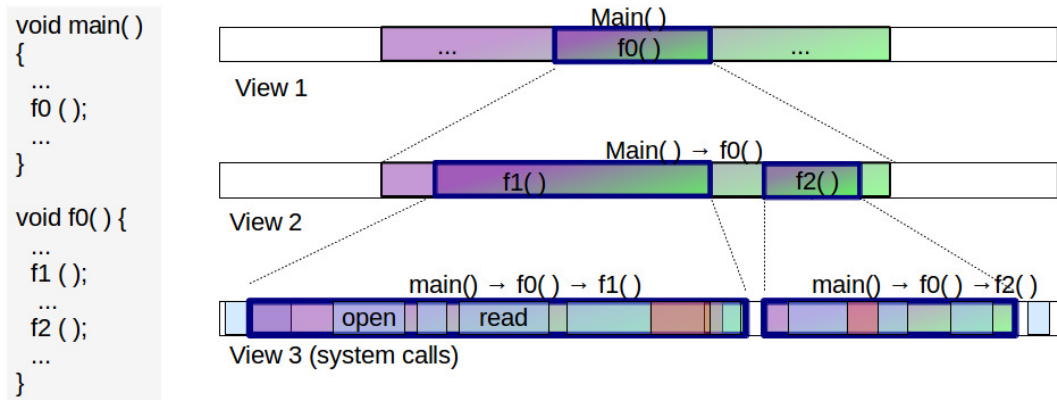 void main( )
{
...
f0 ( );
...
}
void f0( ) {
...
f1 ( );
...
f2 ( );
...
}
Main( )
... f0( ) ...
View 1
Main( ) → f0( )
f1( ) f2( )
View 2
main() → f0( ) → f1( ) main() → f0( ) →f2( )
open read
View 3 (system calls)